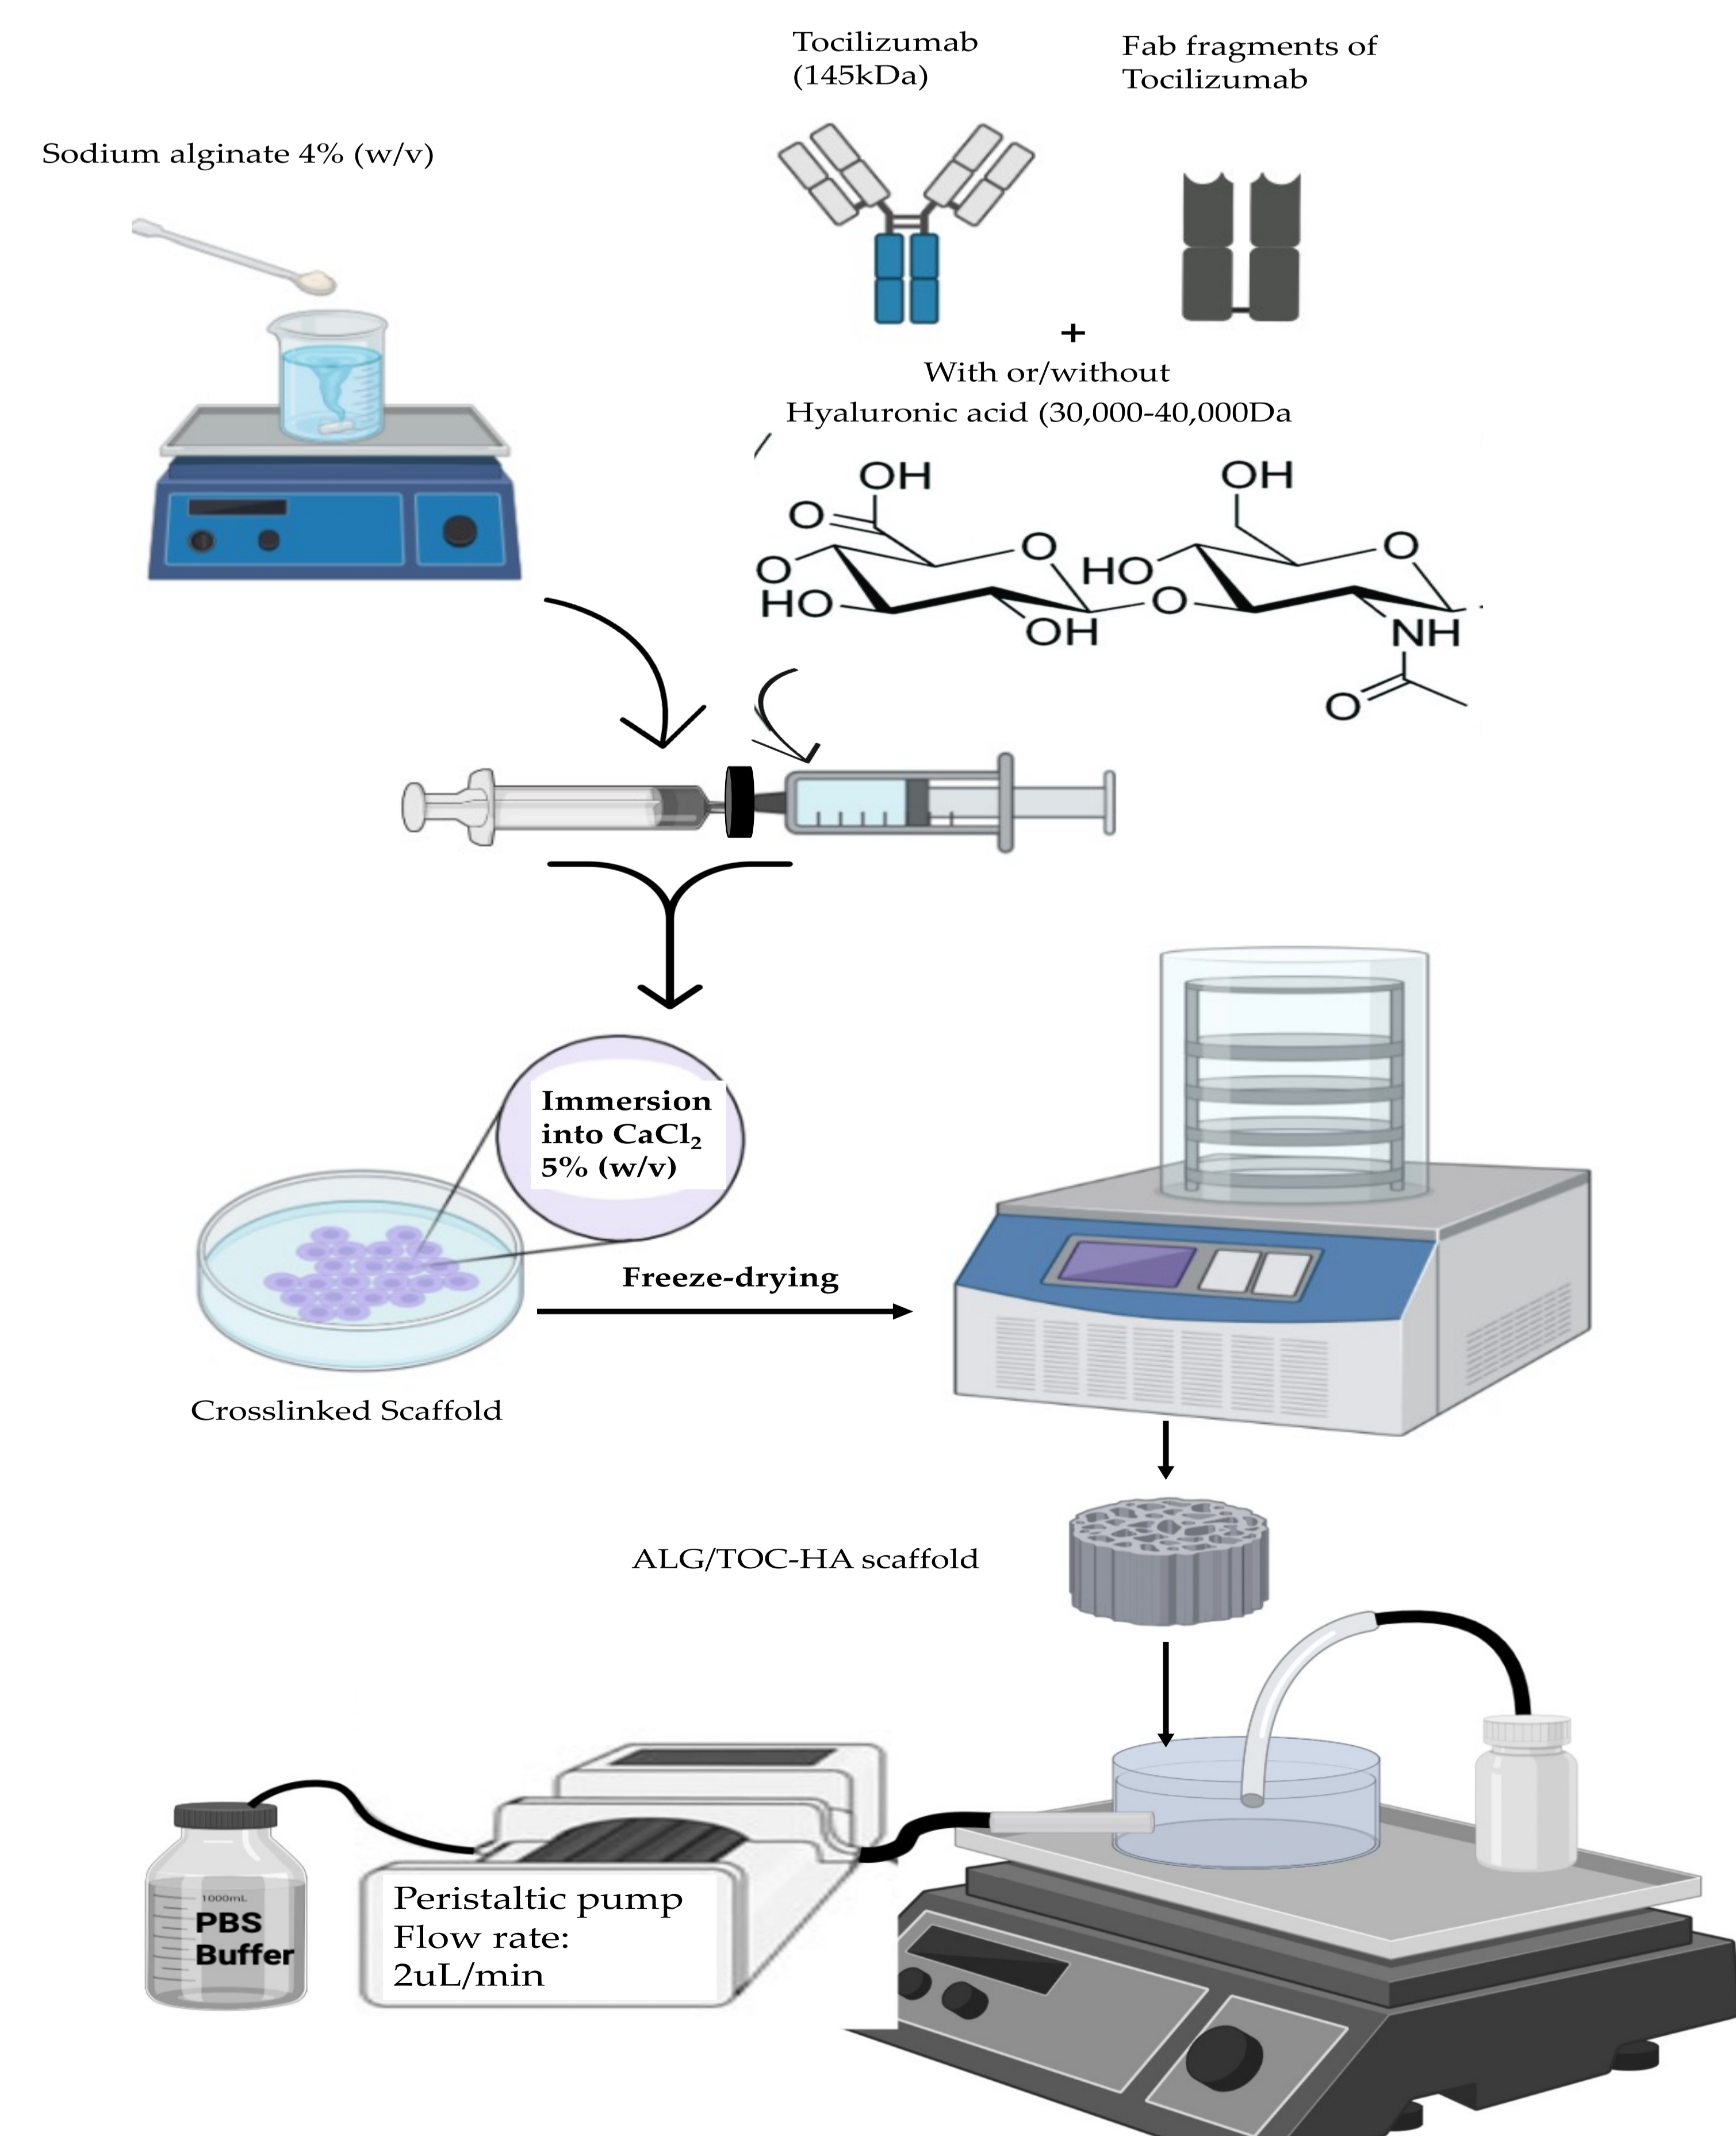 Tocilizumab
(145kDa)
Fab fragments of
Tocilizumab
Sodium alginate 4% (w/v)
+
With or/without
Hyaluronic acid (30,000-40,000Da
OH
O
O
HO
O
OH
O
OH
HO
O
NH
O
Immersion
into CaCl₂
5% (w/v)
Freeze-drying
Crosslinked Scaffold
ALG/TOC-HA scaffold
1000mL
PBS
Buffer
Peristaltic pump
Flow rate:
2uL/min